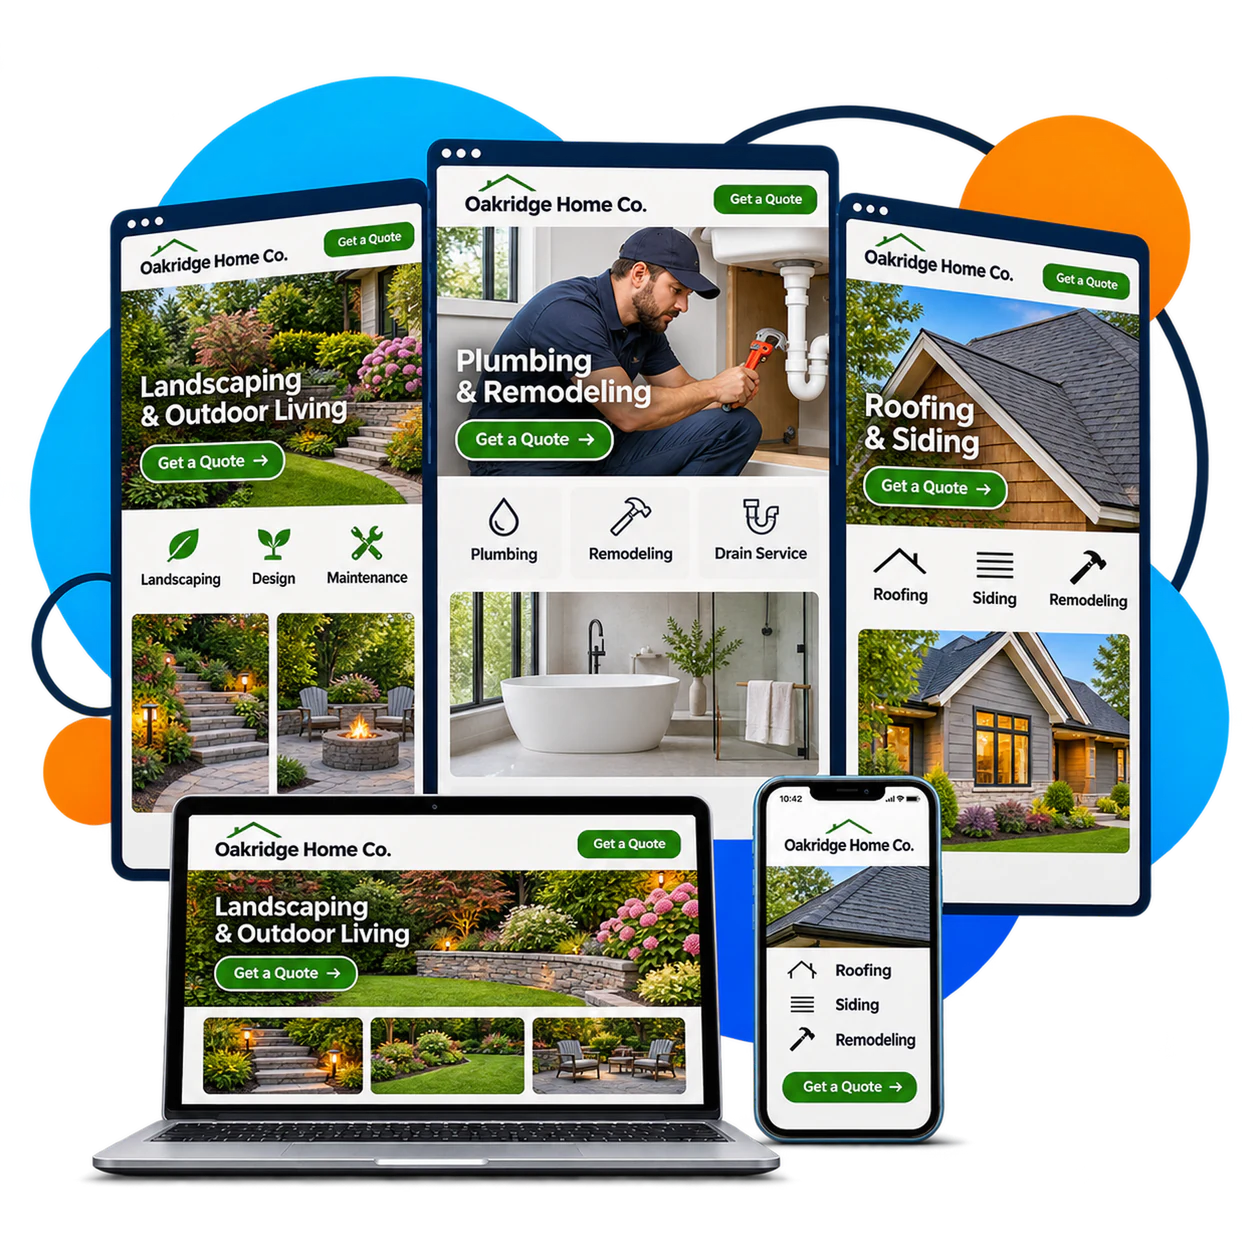 Oakridge Home Co.
Get a Quote
Landscaping
& Outdoor Living
Get a Quote →
Landscaping
Design
Maintenance
Oakridge Home Co.
Get a Quote
Plumbing
& Remodeling
Get a Quote →
Plumbing
Remodeling
Drain Service
Oakridge Home Co.
Get a Quote
Roofing
& Siding
Get a Quote →
Roofing
Siding
Remodeling
Oakridge Home Co.
Get a Quote
Landscaping
& Outdoor Living
Get a Quote →
10:42
Oakridge Home Co.
Roofing
Siding
Remodeling
Get a Quote →